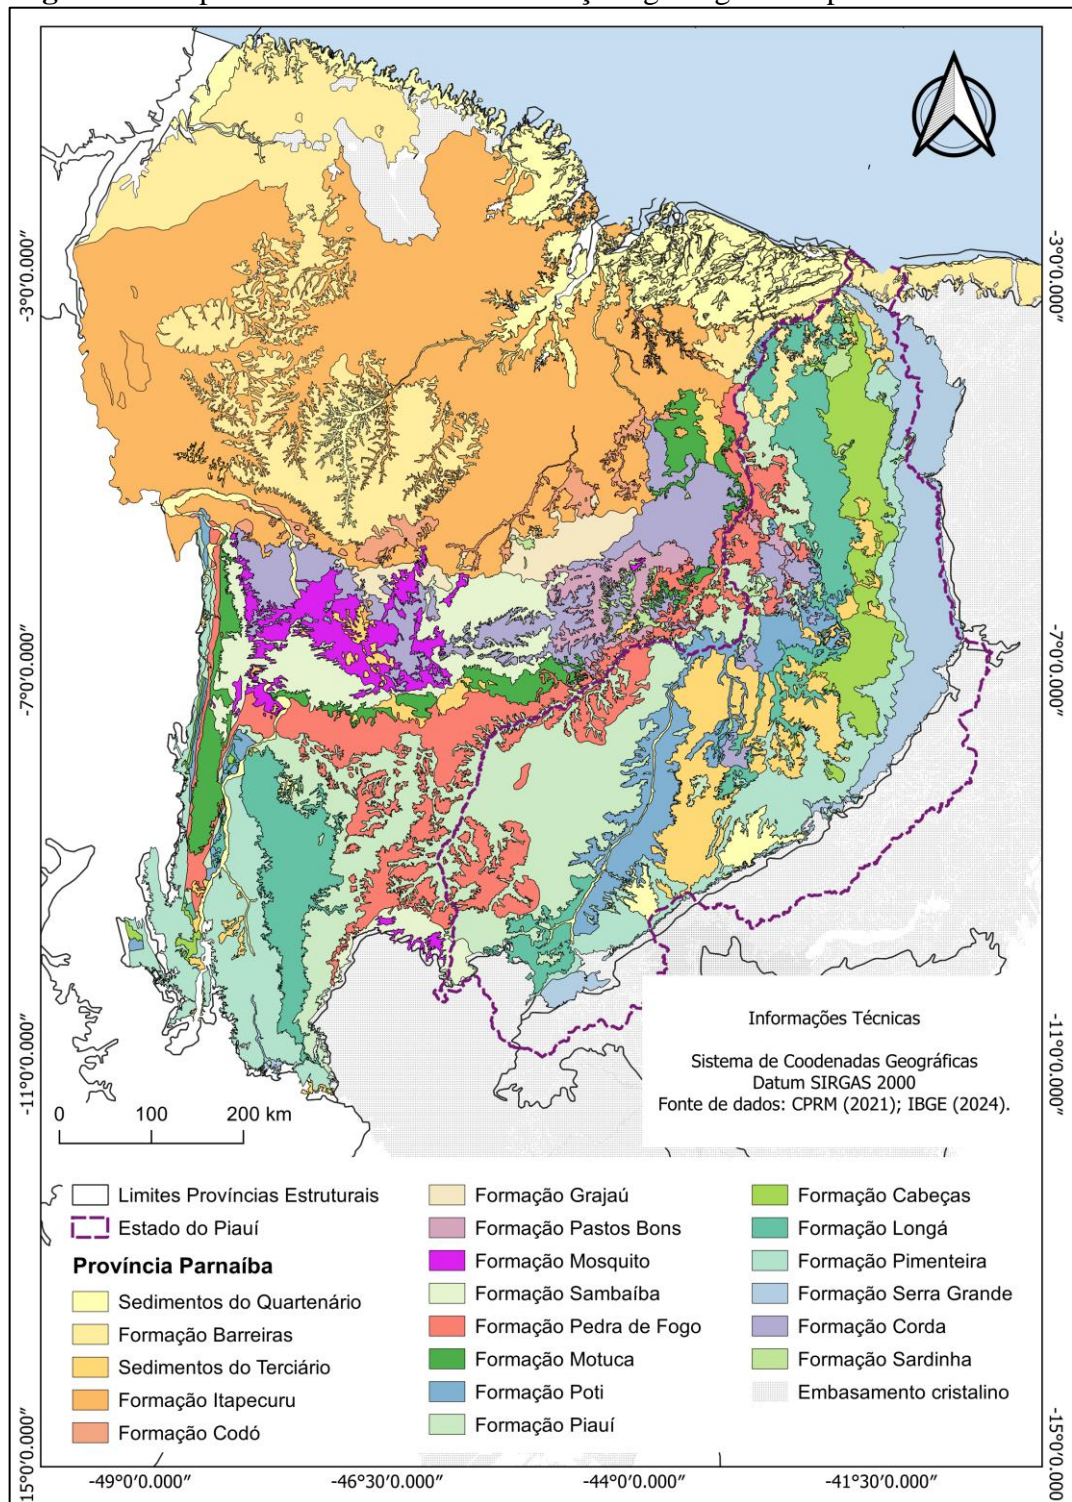 -3°0'0.000"
-3°0'0.000"
-7°0'0.000"
-7°0'0.000"
-11°0'0.000"
-11°0'0.000"
Informações Técnicas
Sistema de Coodenadas Geográficas
Datum SIRGAS 2000
Fonte de dados: CPRM (2021); IBGE (2024).
0 100 200 km
Limites Províncias Estruturais
Estado do Piauí
Província Parnaíba
Sedimentos do Quartenário
Formação Barreiras
Sedimentos do Terciário
Formação Itapecuru
Formação Codó
Formação Grajaú
Formação Pastos Bons
Formação Mosquito
Formação Sambaíba
Formação Pedra de Fogo
Formação Motuca
Formação Poti
Formação Piauí
Formação Cabeças
Formação Longá
Formação Pimenteira
Formação Serra Grande
Formação Corda
Formação Sardinha
Embasamento cristalino
15°0'0.000"
-15°0'0.000
-49°0'0.000" -46°30'0.000" -44°0'0.000" -41°30'0.000"